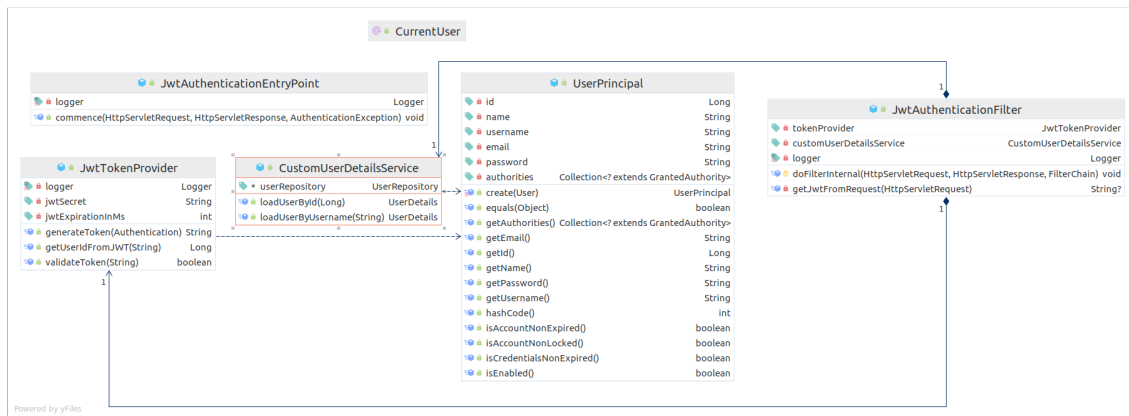 CurrentUser
JwtAuthenticationEntryPoint
logger Logger
commence(HttpServletRequest, HttpServletResponse, AuthenticationException) void
UserPrincipal
id Long
name String
username String
email String
password String
authorities Collection<? extends GrantedAuthority>
create(User) UserPrincipal
equals(Object) boolean
getAuthorities() Collection<? extends GrantedAuthority>
getEmail() String
getId() Long
getName() String
getPassword() String
getUsername() String
hashCode() int
isAccountNonExpired() boolean
isAccountNonLocked() boolean
isCredentialsNonExpired() boolean
isEnabled() boolean
1
JwtAuthenticationFilter
tokenProvider JwtTokenProvider
customUserDetailsService CustomUserDetailsService
logger Logger
doFilterInternal(HttpServletRequest, HttpServletResponse, FilterChain) void
getJwtFromRequest(HttpServletRequest) String?
1
1
JwtTokenProvider
logger Logger
jwtSecret String
jwtExpirationInMs int
generateToken(Authentication) String
getUserIdFromJWT(String) Long
validateToken(String) boolean
1
CustomUserDetailsService
userRepository UserRepository
loadUserById(Long) UserDetails
loadUserByUsername(String) UserDetails
Powered by yFiles